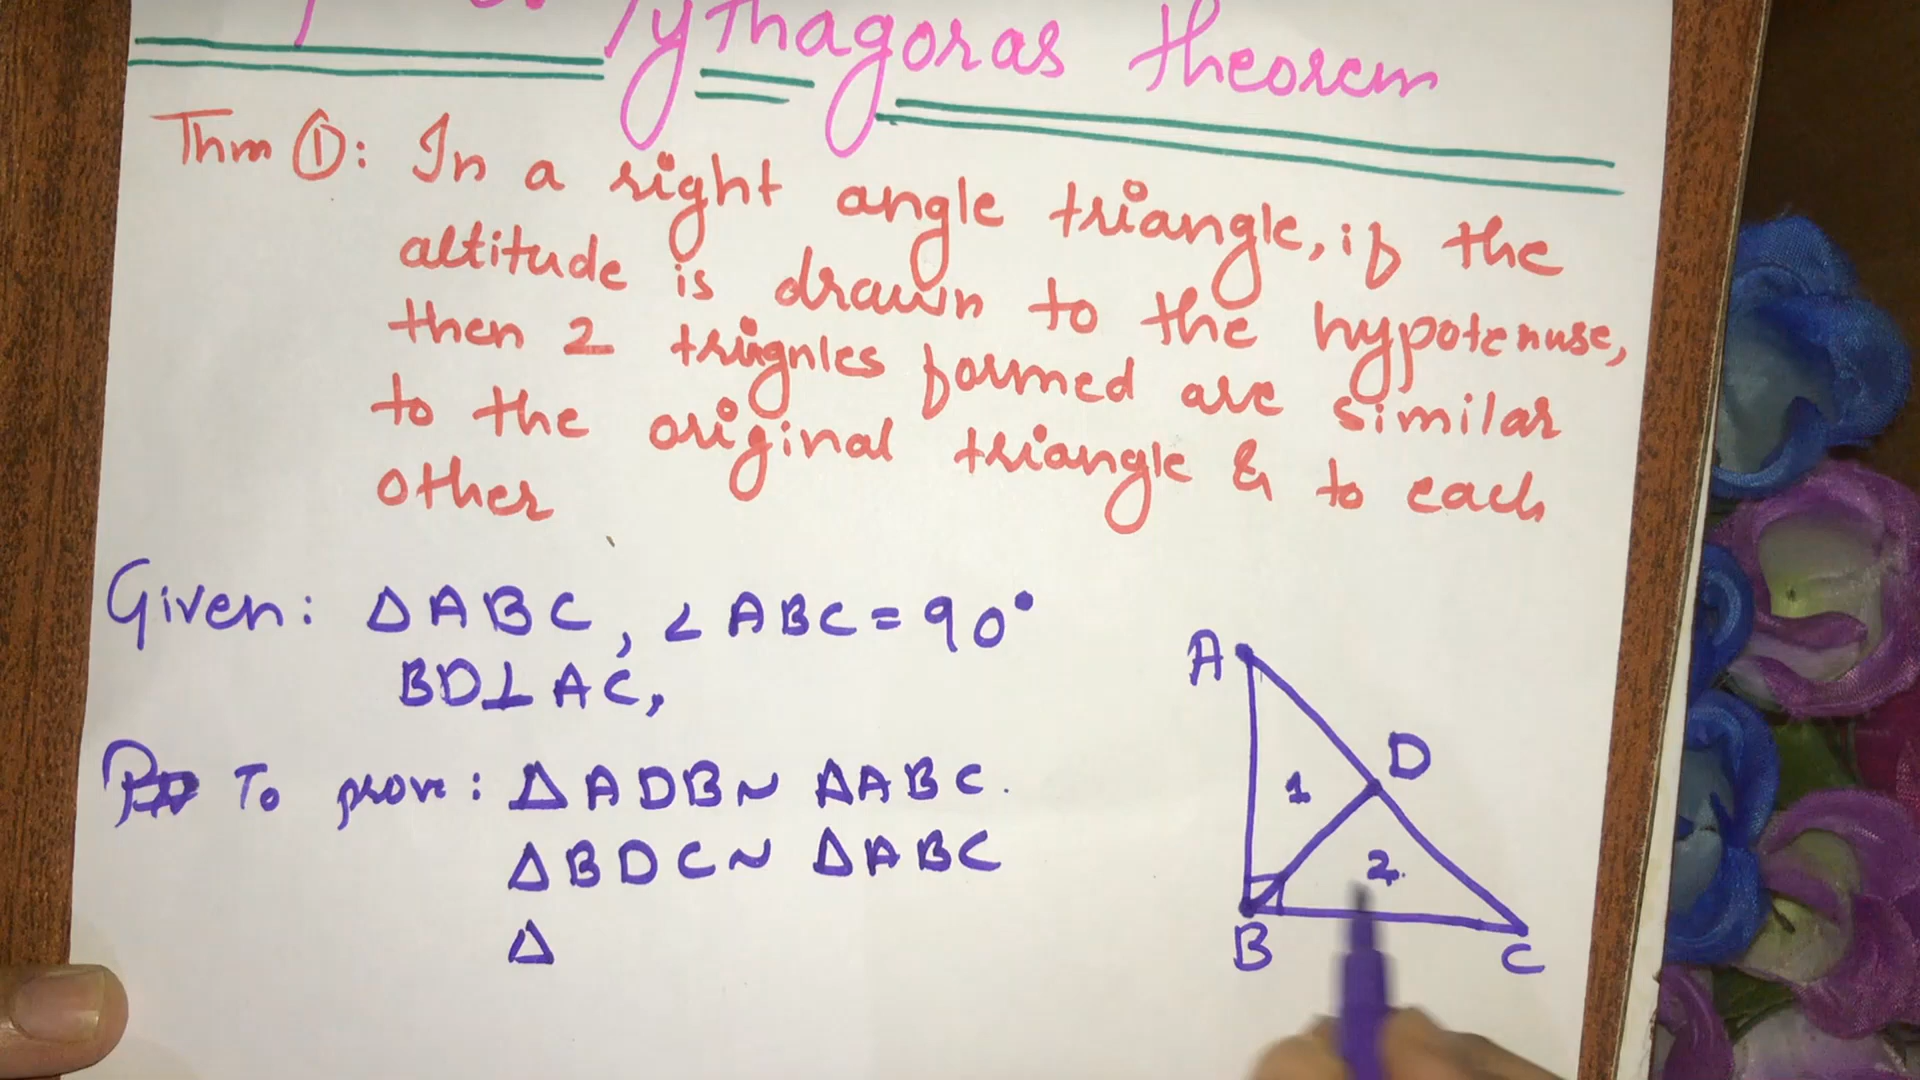 Pythagoras theorem
Thm ①: In a right angle triangle, if the
altitude is drawn to the hypotenuse,
then 2 triagnles formed are similar
to the original triangle & to each
other
Given: ΔABC, ∠ABC = 90°
BD⊥AC,
To prove: ΔADB ~ ΔABC.
ΔBDC ~ ΔABC
Δ
A
D
1
2.
B
C